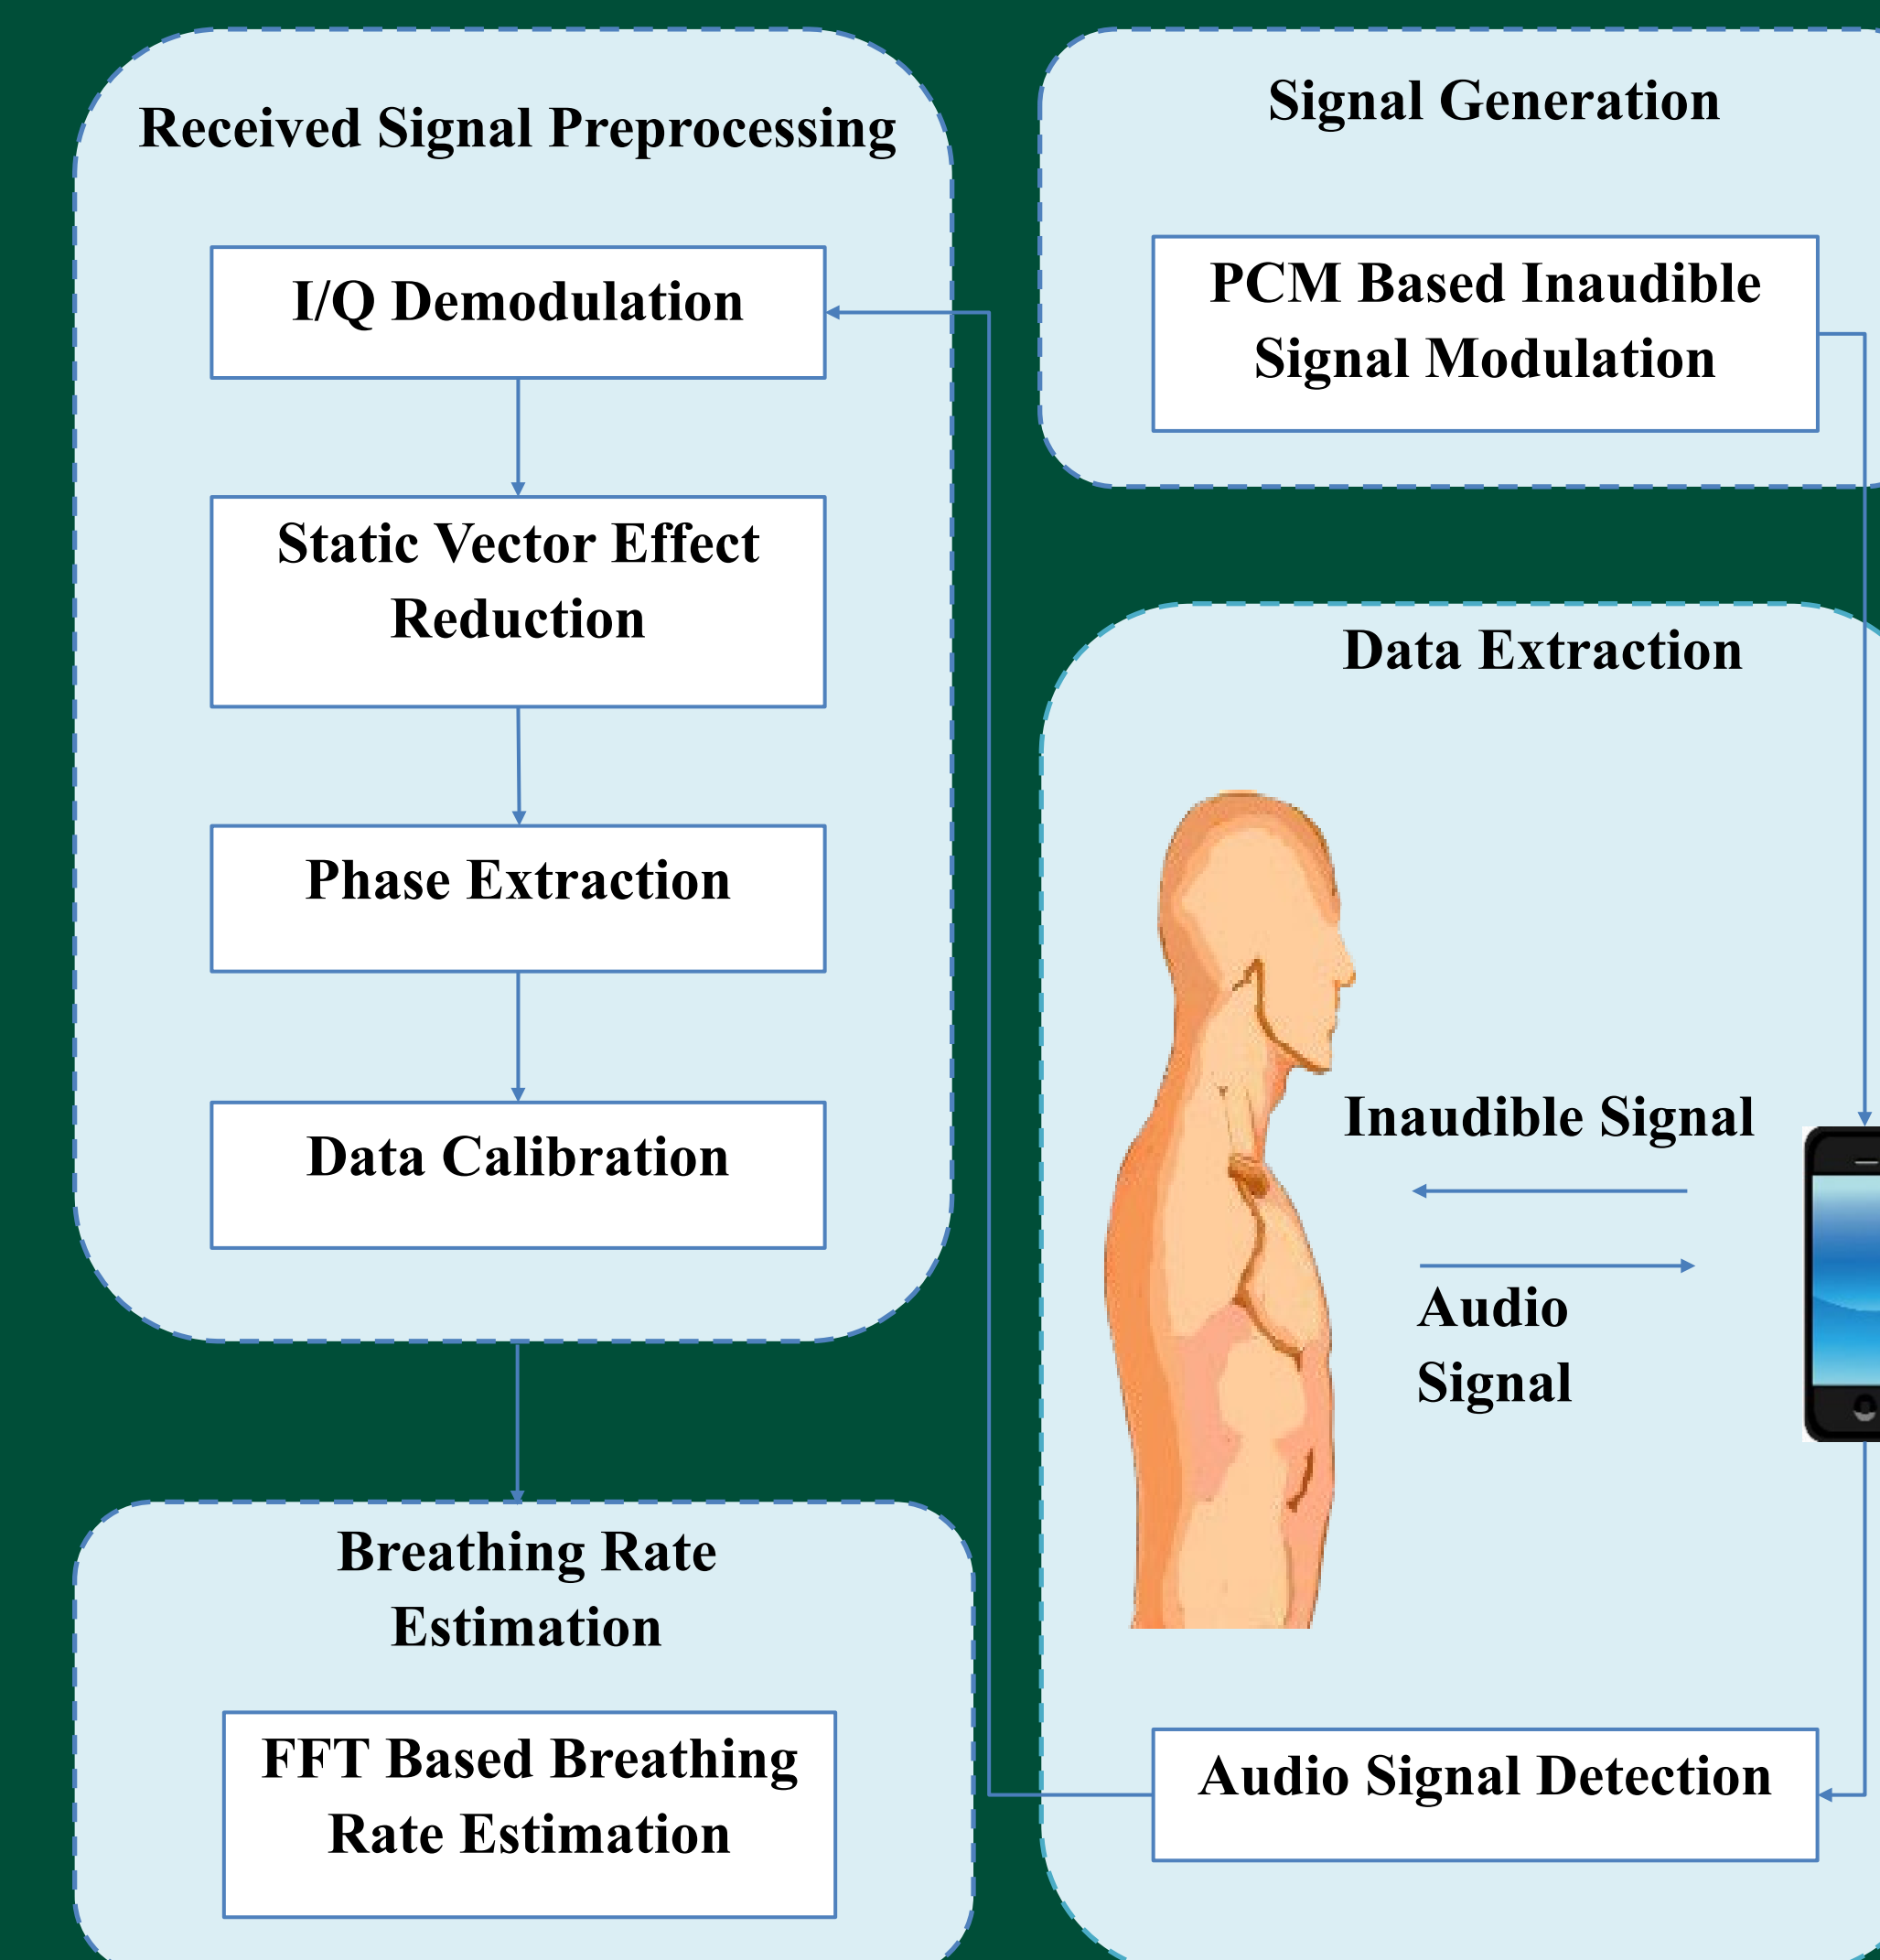 Received Signal Preprocessing
I/Q Demodulation
Static Vector Effect
Reduction
Phase Extraction
Data Calibration
Breathing Rate
Estimation
FFT Based Breathing
Rate Estimation
Signal Generation
PCM Based Inaudible
Signal Modulation
Data Extraction
Inaudible Signal
Audio
Signal
Audio Signal Detection